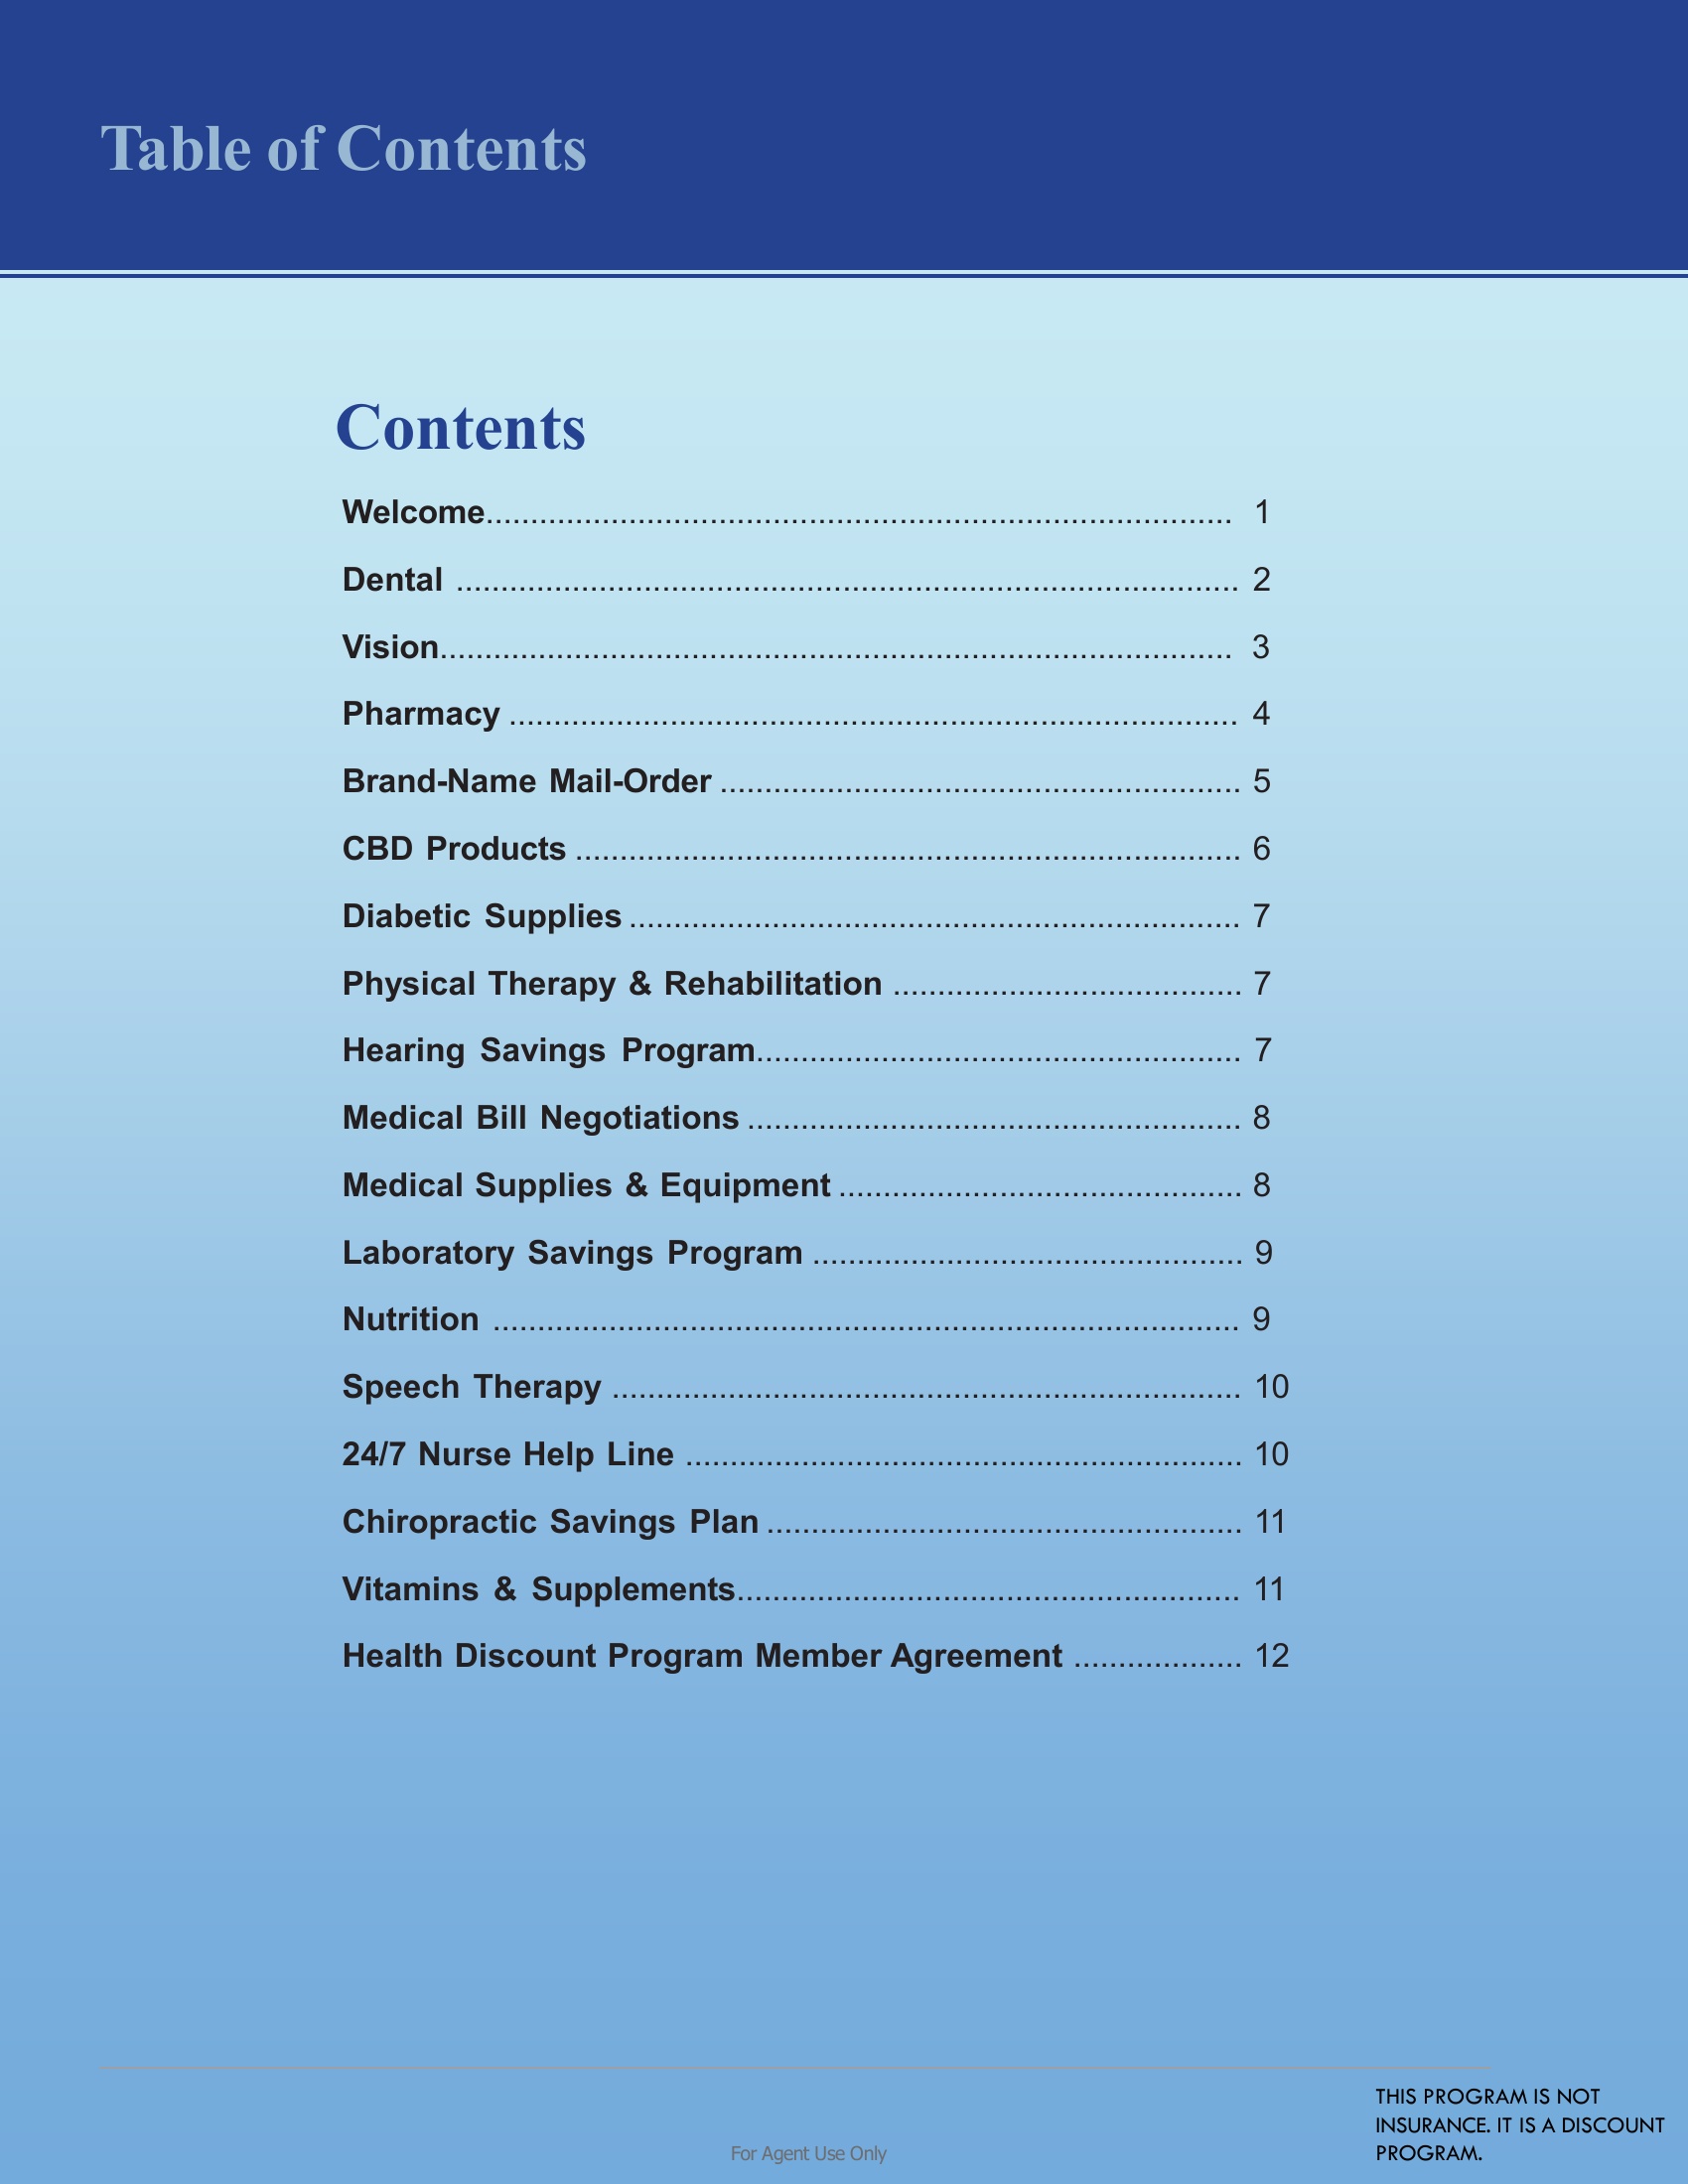 Table of Contents
Contents
Welcome.................................................................................... 1
Dental ........................................................................................ 2
Vision......................................................................................... 3
Pharmacy .................................................................................. 4
Brand-Name Mail-Order .......................................................... 5
CBD Products ........................................................................... 6
Diabetic Supplies ..................................................................... 7
Physical Therapy & Rehabilitation ....................................... 7
Hearing Savings Program....................................................... 7
Medical Bill Negotiations ....................................................... 8
Medical Supplies & Equipment ............................................. 8
Laboratory Savings Program ................................................ 9
Nutrition .................................................................................... 9
Speech Therapy ....................................................................... 10
24/7 Nurse Help Line .............................................................. 10
Chiropractic Savings Plan ..................................................... 11
Vitamins & Supplements........................................................ 11
Health Discount Program Member Agreement ................... 12
THIS PROGRAM IS NOT
INSURANCE. IT IS A DISCOUNT
PROGRAM.
For Agent Use Only